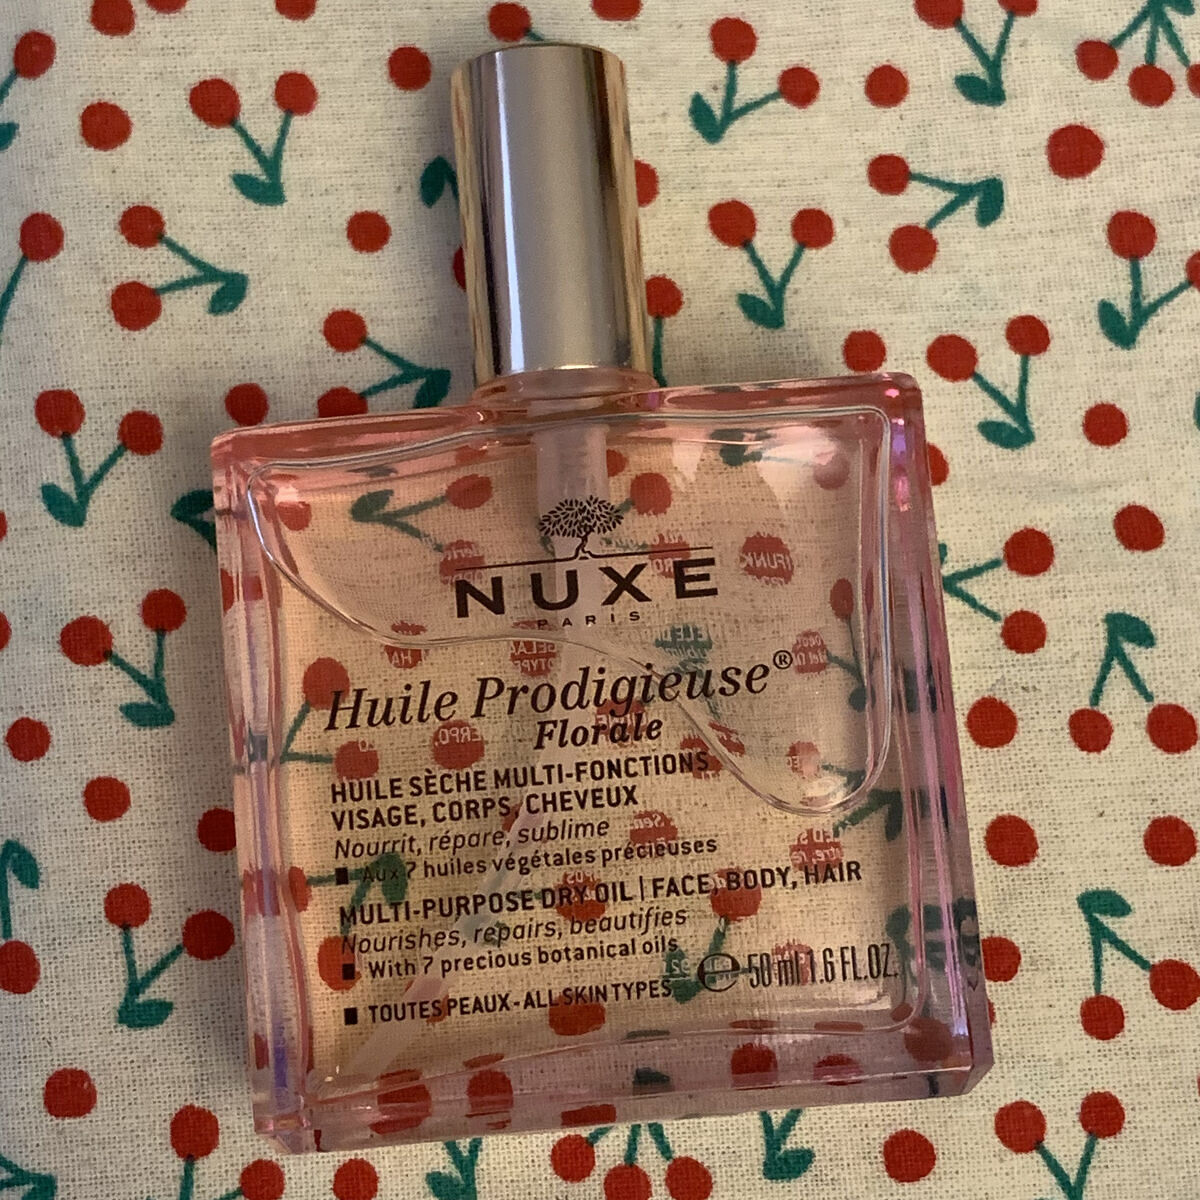 NUXE
PARIS
Huile Prodigieuse®
Florale
HUILE SÈCHE MULTI-FONCTIONS
VISAGE, CORPS, CHEVEUX
Nourrit, répare, sublime
■ Aux 7 huiles végétales précieuses
MULTI-PURPOSE DRY OIL | FACE, BODY, HAIR
Nourishes, repairs, beautifies
■ With 7 precious botanical oils
℮ 50 ml 1.6 FL.OZ.
■ TOUTES PEAUX - ALL SKIN TYPES